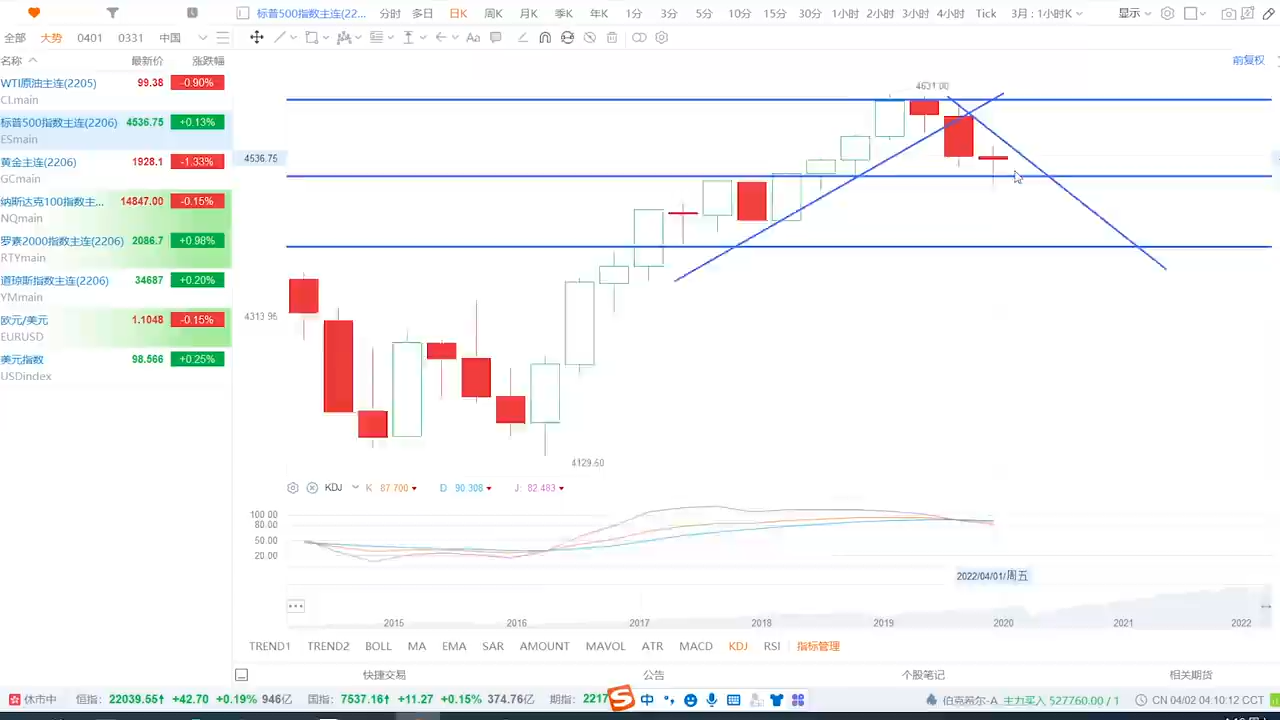 标普500指数主连(22... 分时 多日 日K 周K 月K 季K 年K 1分 3分 5分 10分 15分 30分 1小时 2小时 3小时 4小时 Tick 3月 : 1小时K 显示
全部 大势 0401 0331 中国 Aa
名称 最新价 涨跌幅 前复权
WTI原油主连(2205) 99.38 -0.90%
CLmain
标普500指数主连(2206) 4536.75 +0.13%
ESmain
黄金主连(2206) 1928.1 -1.33%
GCmain
纳斯达克100指数主... 14847.00 -0.15%
NQmain
罗素2000指数主连(2206) 2086.7 +0.98%
RTYmain
道琼斯指数主连(2206) 34687 +0.20%
YMmain
欧元/美元 1.1048 -0.15%
EURUSD
美元指数 98.566 +0.25%
USDindex
4631.00
4536.75
4313.95
4129.60
KDJ K 87.700 D 90.308 J: 82.483
100.00
80.00
50.00
20.00
2022/04/01/周五
2015 2016 2017 2018 2019 2020 2021 2022
TREND1 TREND2 BOLL MA EMA SAR AMOUNT MAVOL ATR MACD KDJ RSI 指标管理
快捷交易 公告 个股笔记 相关期货
休市中 恒指: 22039.55 +42.70 +0.19% 946亿 国指: 7537.16 +11.27 +0.15% 374.76亿 期指: 2217 中 伯克希尔-A 主力买入 527760.00 / 1 CN 04/02 04:10:12 CCT